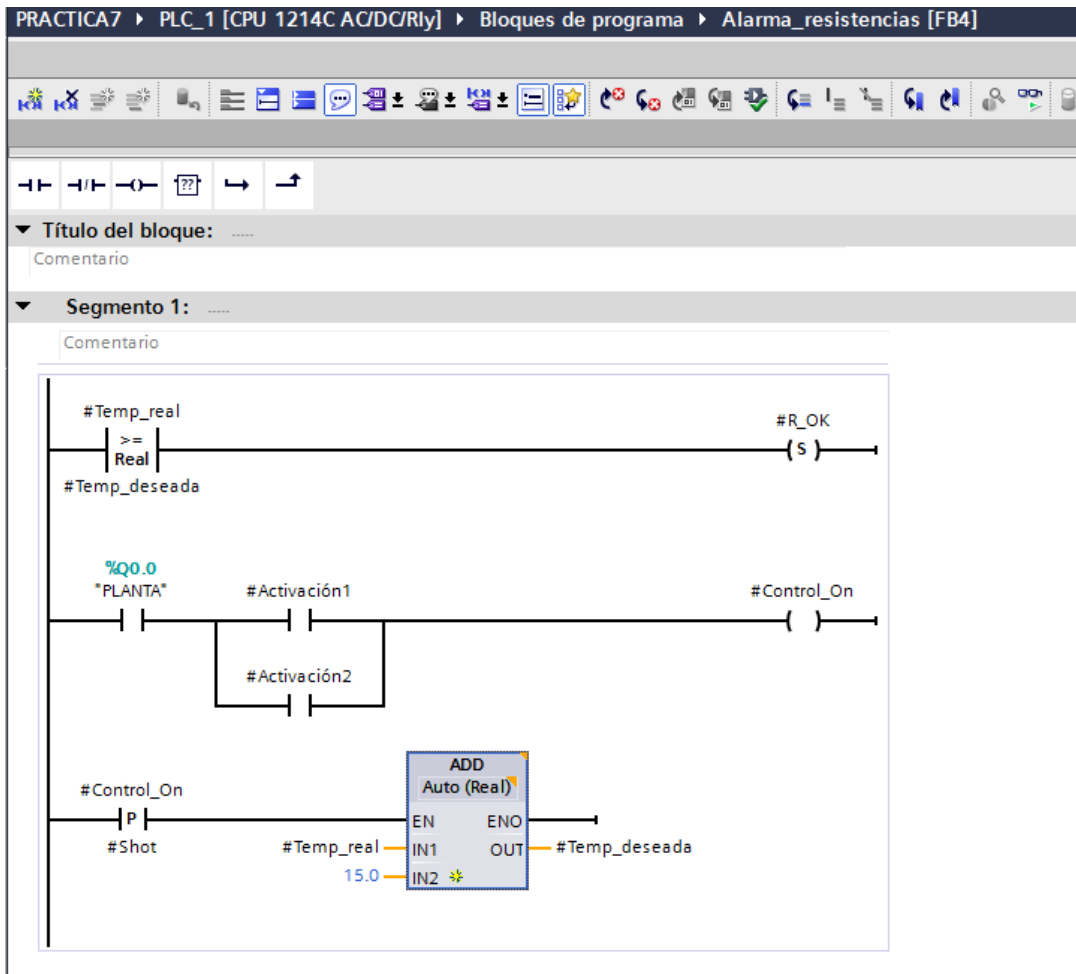 PRACTICA7 ▸ PLC_1 [CPU 1214C AC/DC/Rly] ▸ Bloques de programa ▸ Alarma_resistencias [FB4]
??
Título del bloque: .....
Comentario
Segmento 1: .....
Comentario
#Temp_real
>=
Real
#Temp_deseada
#R_OK
S
%Q0.0
"PLANTA"
#Activación1
#Control_On
#Activación2
#Control_On
P
#Shot
ADD
Auto (Real)
EN ENO
#Temp_real IN1 OUT #Temp_deseada
15.0 IN2